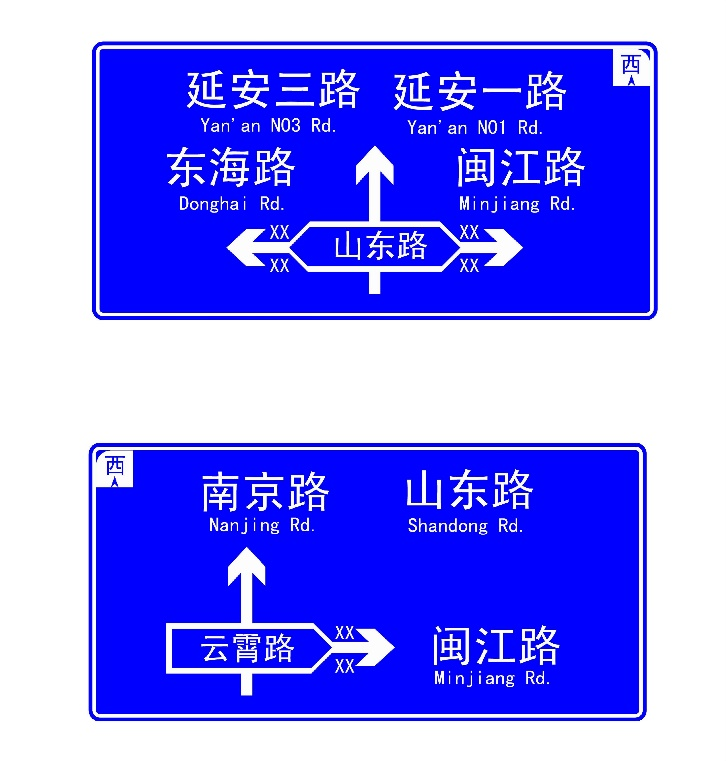 西
延安三路 延安一路
Yan'an NO3 Rd. Yan'an NO1 Rd.
东海路 闽江路
Donghai Rd. Minjiang Rd.
XX XX
山东路
XX XX
西
南京路 山东路
Nanjing Rd. Shandong Rd.
XX
云霄路 闽江路
XX
Minjiang Rd.